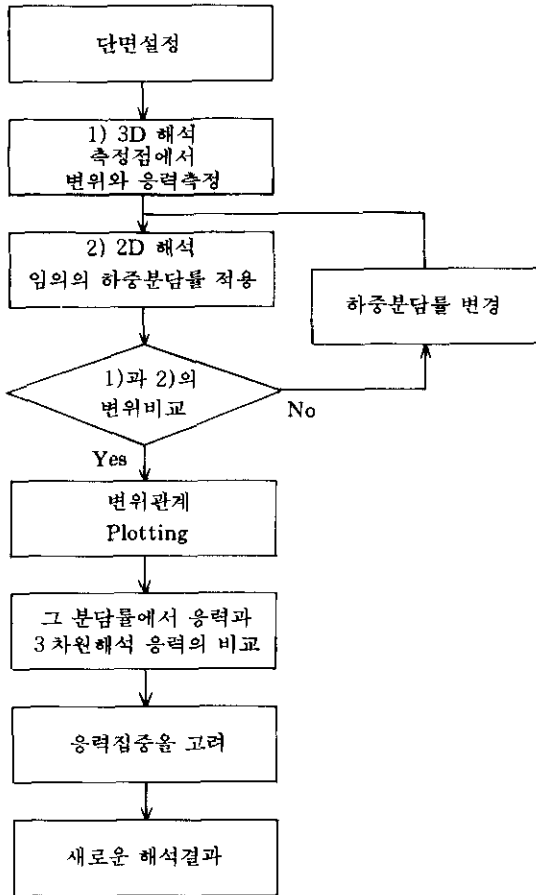 단면설정
1) 3D 해석
측정점에서
변위와 응력측정
2) 2D 해석
임의의 하중분담률 적용
하중분담률 변경
1)과 2)의
변위비교
No
Yes
변위관계
Plotting
그 분담률에서 응력과
3차원해석 응력의 비교
응력집중을 고려
새로운 해석결과